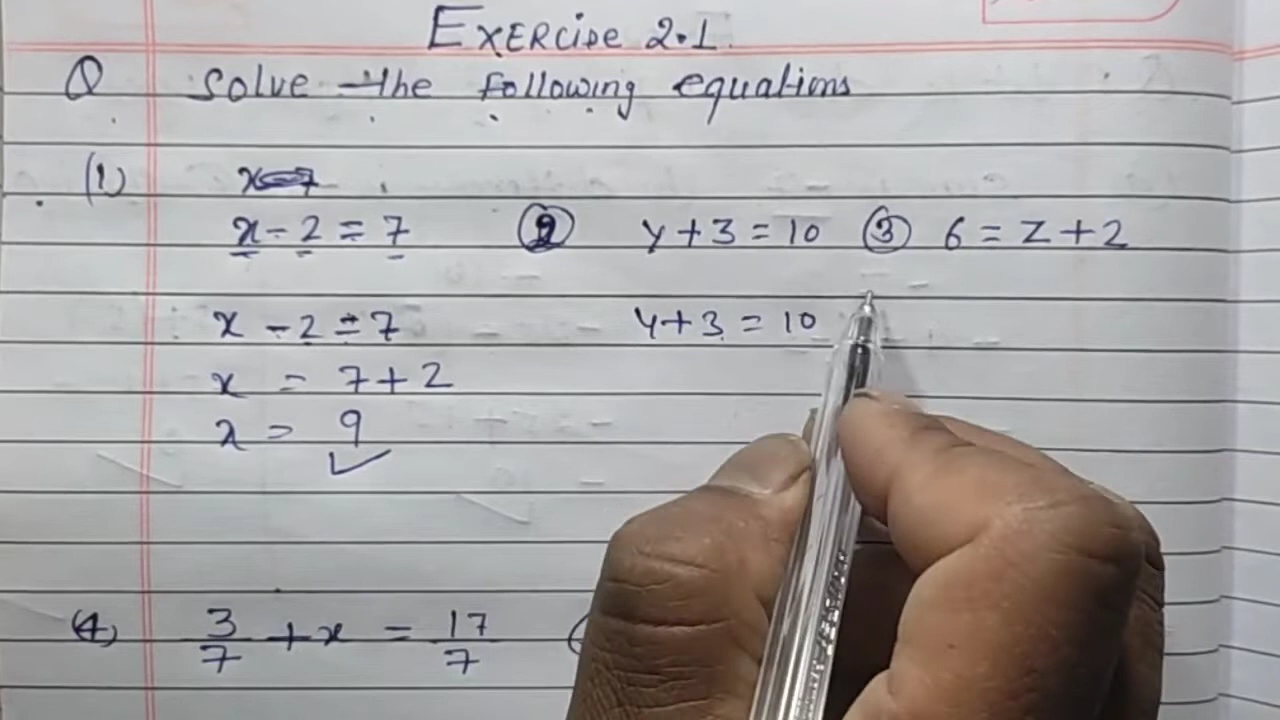 Exercise 2.1
Q Solve the following equations
(1)
x - 2 = 7 ② y + 3 = 10 ③ 6 = z + 2
x - 2 = 7 y + 3 = 10
x = 7 + 2
x = 9 ✓
(4) 3/7 + x = 17/7